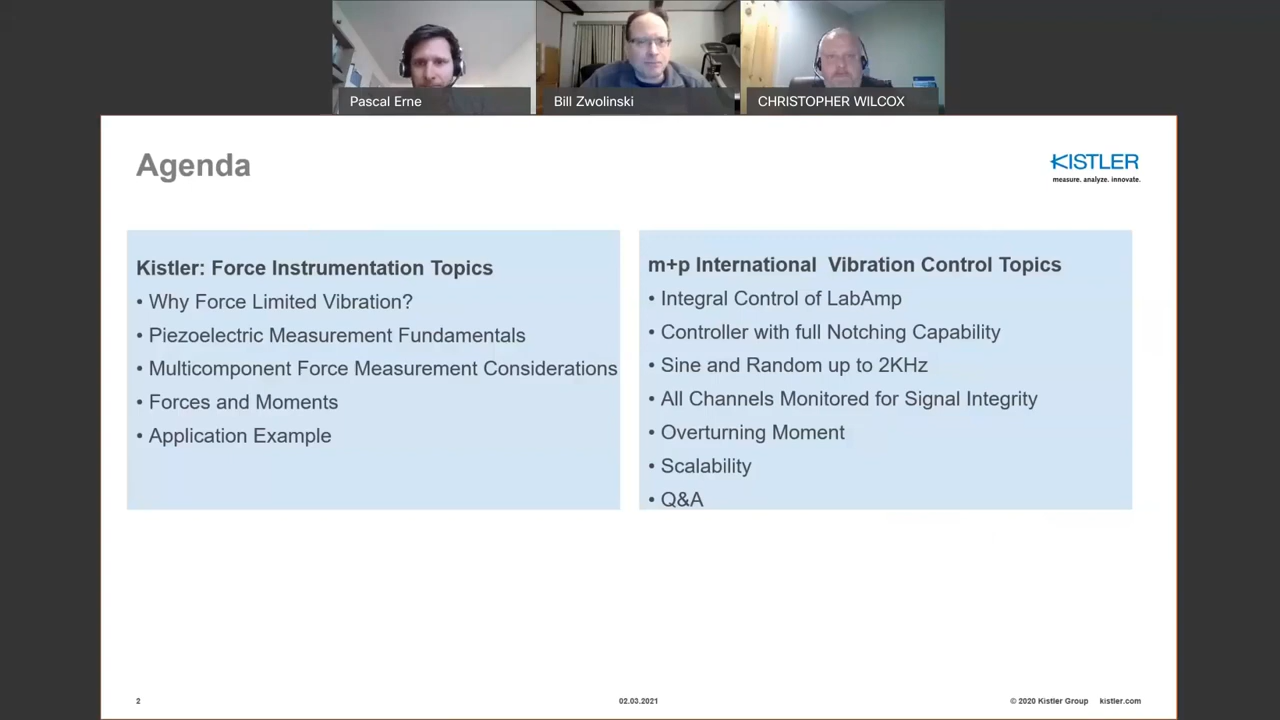 Pascal Erne
Bill Zwolinski
CHRISTOPHER WILCOX
Agenda
KISTLER
measure. analyze. innovate.
Kistler: Force Instrumentation Topics
• Why Force Limited Vibration?
• Piezoelectric Measurement Fundamentals
• Multicomponent Force Measurement Considerations
• Forces and Moments
• Application Example
m+p International  Vibration Control Topics
• Integral Control of LabAmp
• Controller with full Notching Capability
• Sine and Random up to 2KHz
• All Channels Monitored for Signal Integrity
• Overturning Moment
• Scalability
• Q&A
2
02.03.2021
© 2020 Kistler Group kistler.com